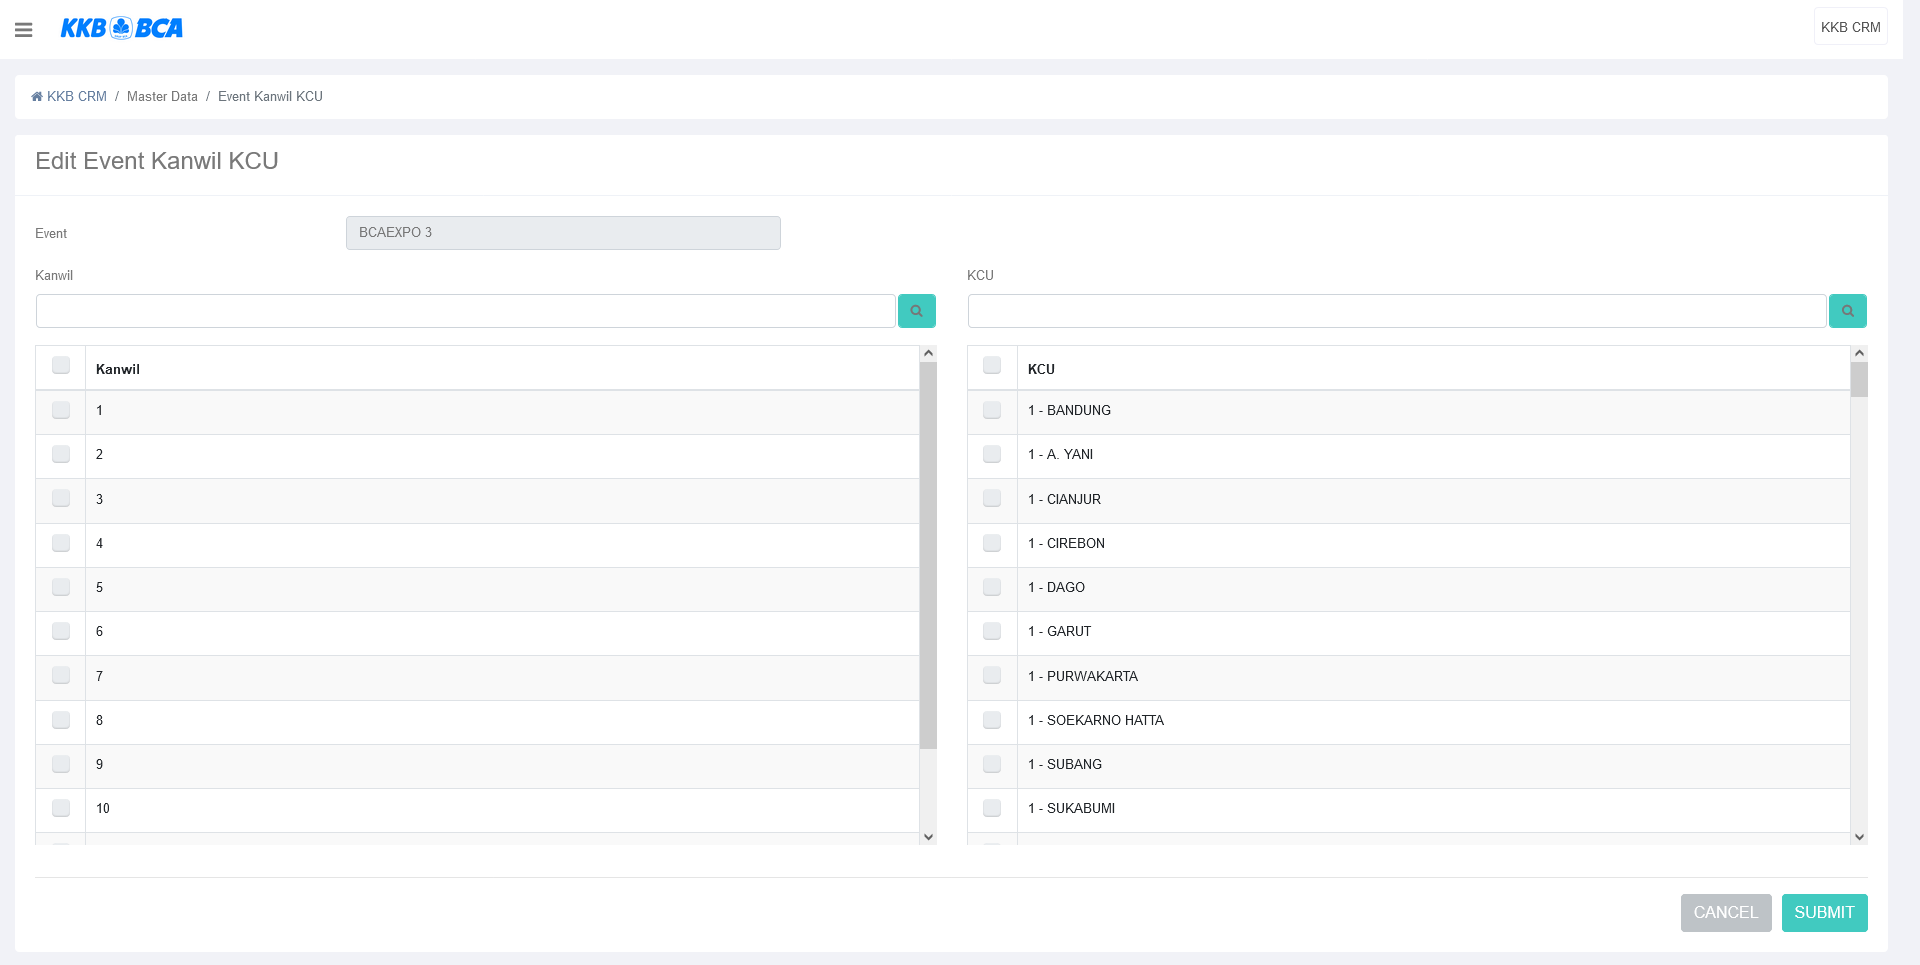 KKB BCA
KKB CRM
KKB CRM / Master Data / Event Kanwil KCU
Edit Event Kanwil KCU
Event
BCAEXPO 3
Kanwil
Kanwil
1
2
3
4
5
6
7
8
9
10
KCU
KCU
1 - BANDUNG
1 - A. YANI
1 - CIANJUR
1 - CIREBON
1 - DAGO
1 - GARUT
1 - PURWAKARTA
1 - SOEKARNO HATTA
1 - SUBANG
1 - SUKABUMI
CANCEL
SUBMIT